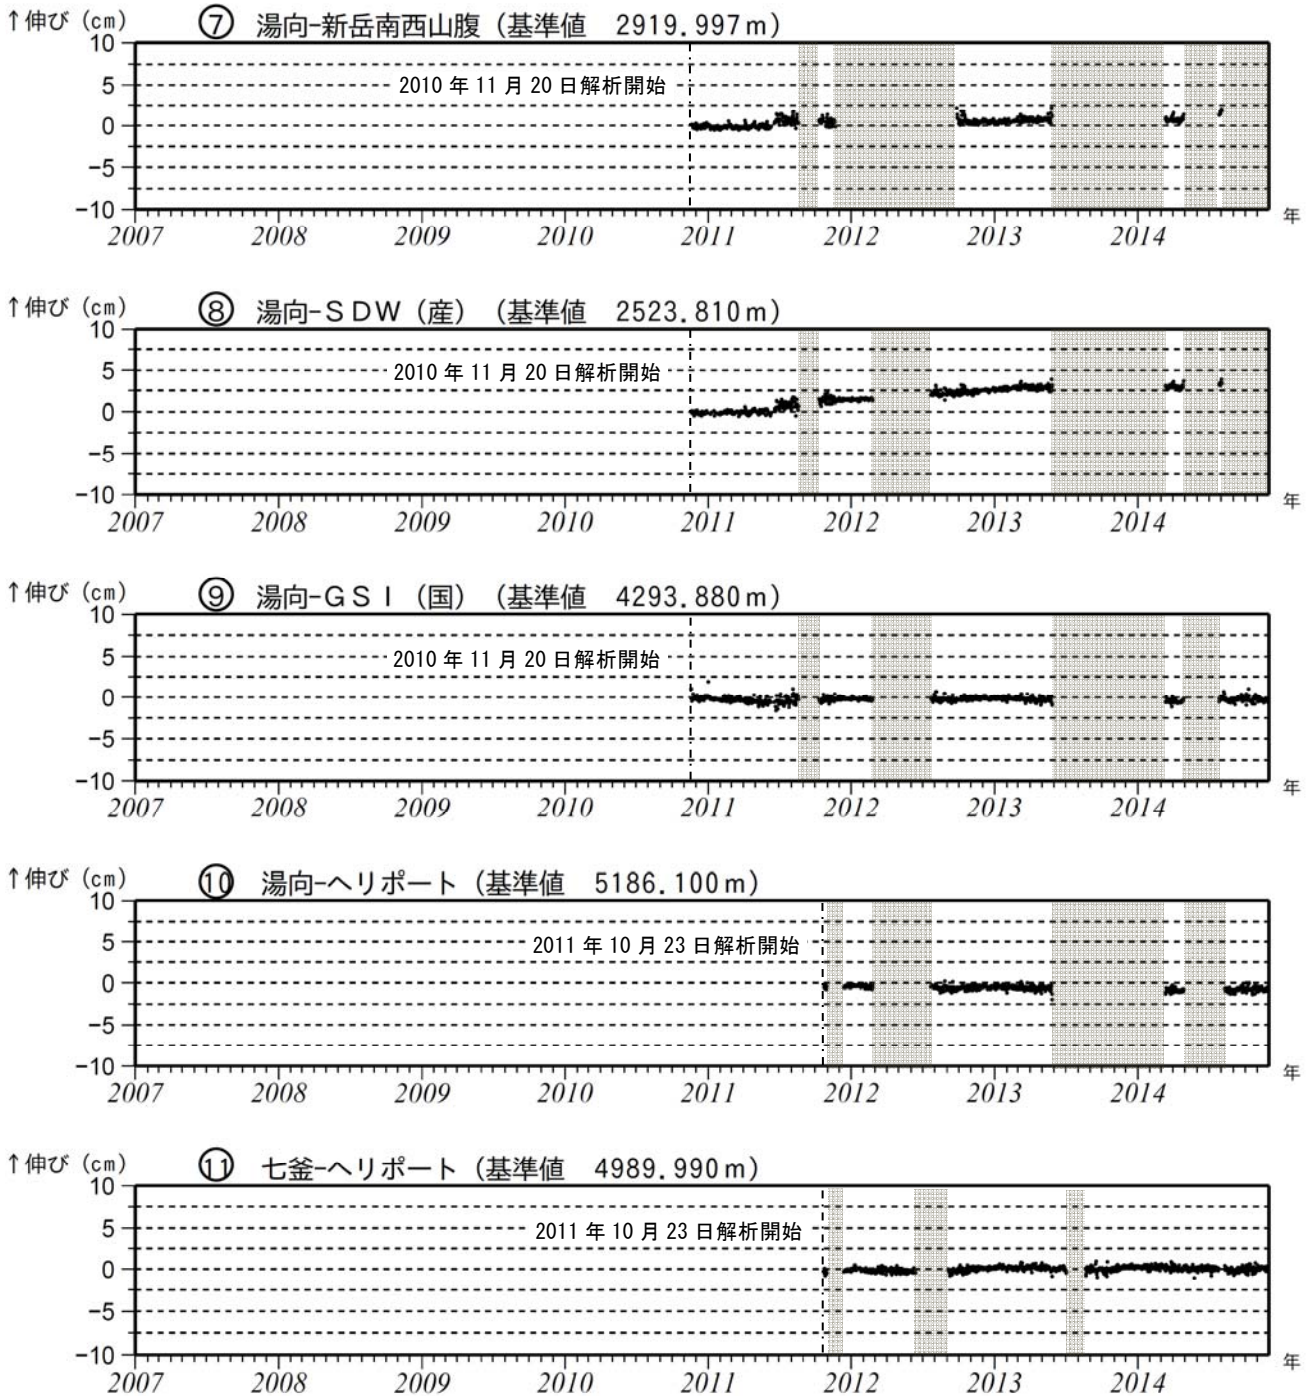 ↑伸び（cm） ⑦ 湯向-新岳南西山腹（基準値 2919.997m）
10
2010 年 11 月 20 日解析開始
5
0
−5
−10
年
2007 2008 2009 2010 2011 2012 2013 2014
↑伸び（cm） ⑧ 湯向-ＳＤＷ（産）（基準値 2523.810m）
10
2010 年 11 月 20 日解析開始
5
0
−5
−10
年
2007 2008 2009 2010 2011 2012 2013 2014
↑伸び（cm） ⑨ 湯向-ＧＳＩ（国）（基準値 4293.880m）
10
2010 年 11 月 20 日解析開始
5
0
−5
−10
年
2007 2008 2009 2010 2011 2012 2013 2014
↑伸び（cm） ⑩ 湯向-ヘリポート（基準値 5186.100m）
10
2011 年 10 月 23 日解析開始
5
0
−5
−10
年
2007 2008 2009 2010 2011 2012 2013 2014
↑伸び（cm） ⑪ 七釜-ヘリポート（基準値 4989.990m）
10
2011 年 10 月 23 日解析開始
5
0
−5
−10
年
2007 2008 2009 2010 2011 2012 2013 2014